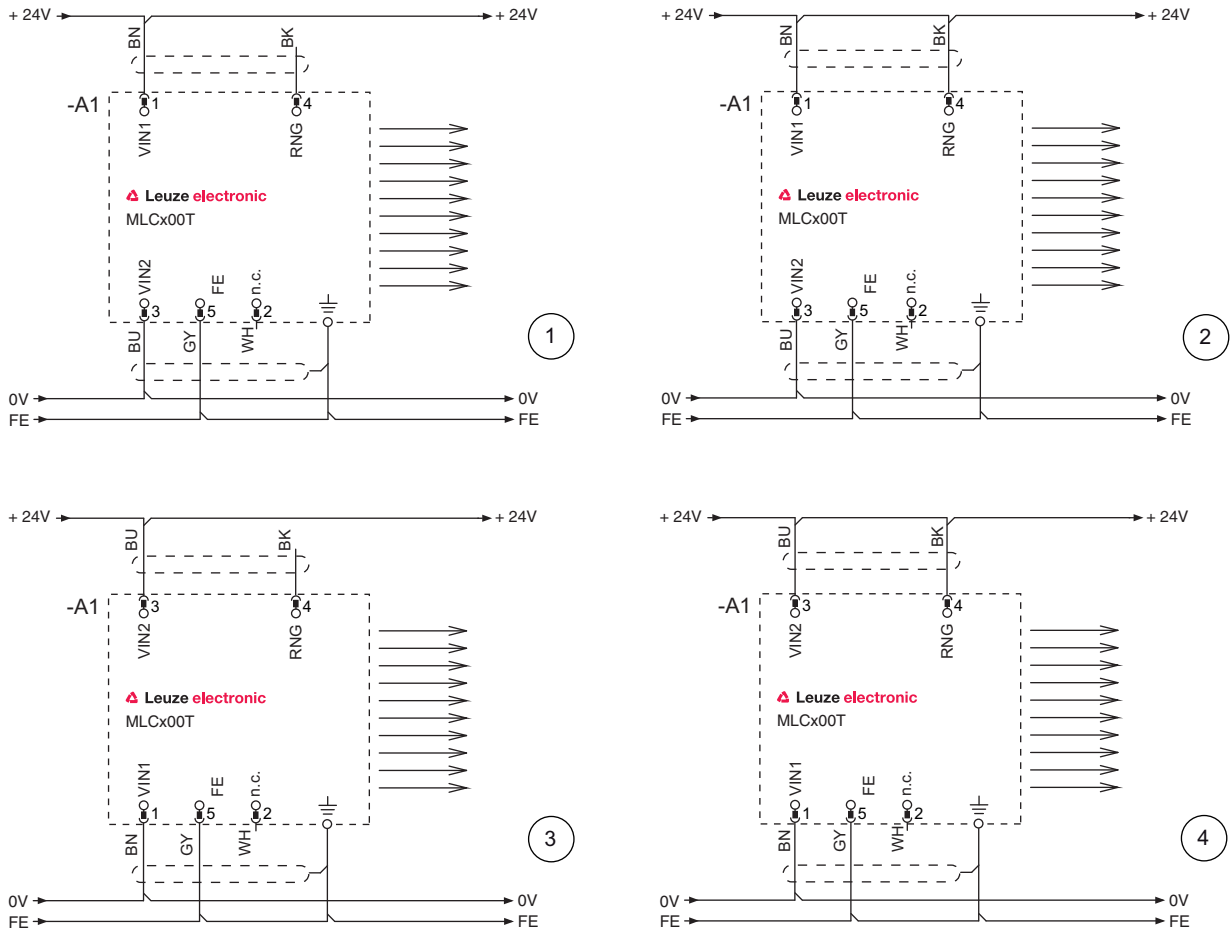 + 24V
+ 24V
BN
BK
-A1
1
4
VIN1
RNG
Leuze electronic
MLCx00T
VIN2
FE
n.c.
3
5
2
BU
GY
WH
1
0V
0V
FE
FE
+ 24V
+ 24V
BN
BK
-A1
1
4
VIN1
RNG
Leuze electronic
MLCx00T
VIN2
FE
n.c.
3
5
2
BU
GY
WH
2
0V
0V
FE
FE
+ 24V
+ 24V
BU
BK
-A1
3
4
VIN2
RNG
Leuze electronic
MLCx00T
VIN1
FE
n.c.
1
5
2
BN
GY
WH
3
0V
0V
FE
FE
+ 24V
+ 24V
BU
BK
-A1
3
4
VIN2
RNG
Leuze electronic
MLCx00T
VIN1
FE
n.c.
1
5
2
BN
GY
WH
4
0V
0V
FE
FE